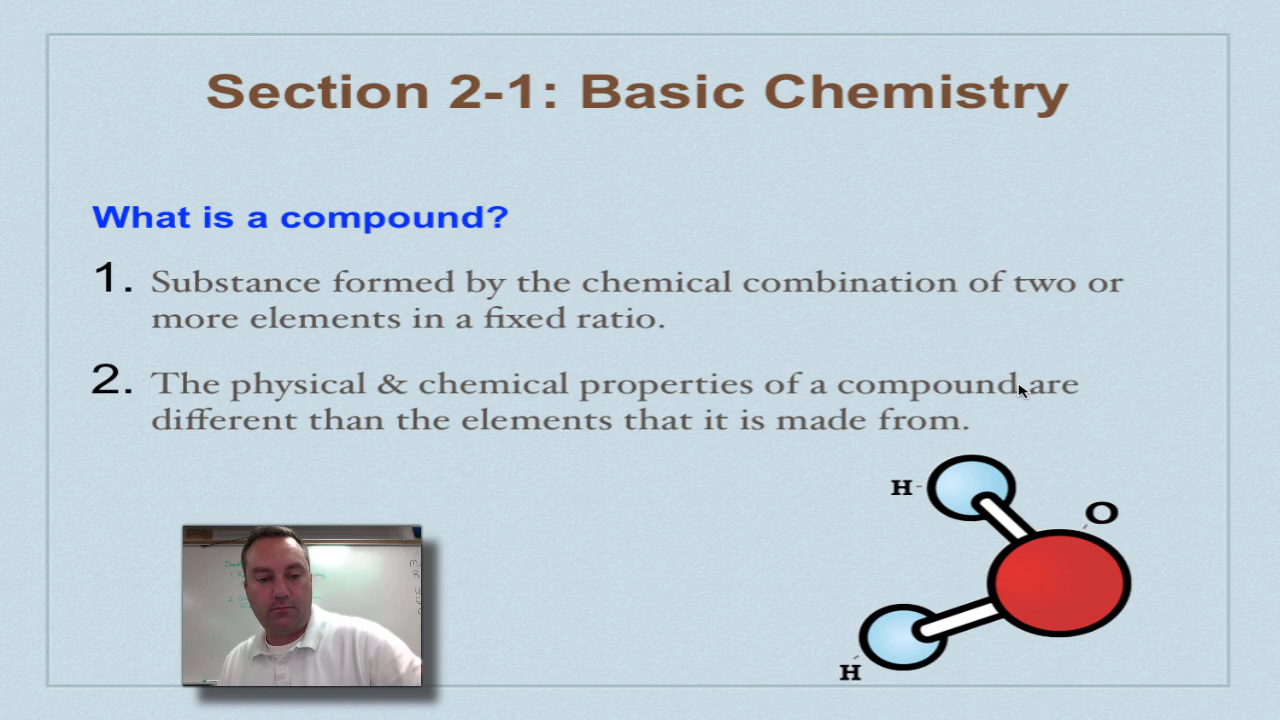 Section 2-1: Basic Chemistry
What is a compound?
1. Substance formed by the chemical combination of two or
more elements in a fixed ratio.
2. The physical & chemical properties of a compound are
different than the elements that it is made from.
H
O
H